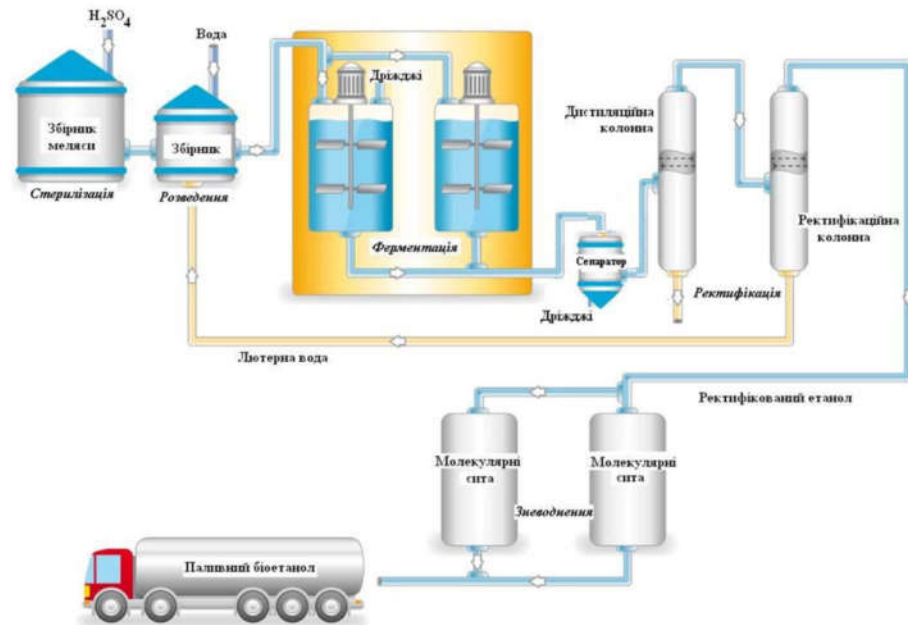 H₂SO₄
Вода
Дріжджі
Збірник
меляси
Збірник
Стерилізація
Розведення
Ферментація
Сепаратор
Дріжджі
Дистиляційна
колонна
Ректифікаційна
колонна
Ректифікація
Лютерна вода
Ректифікований етанол
Молекулярні
сита
Молекулярні
сита
Зневоднення
Паливний біоетанол